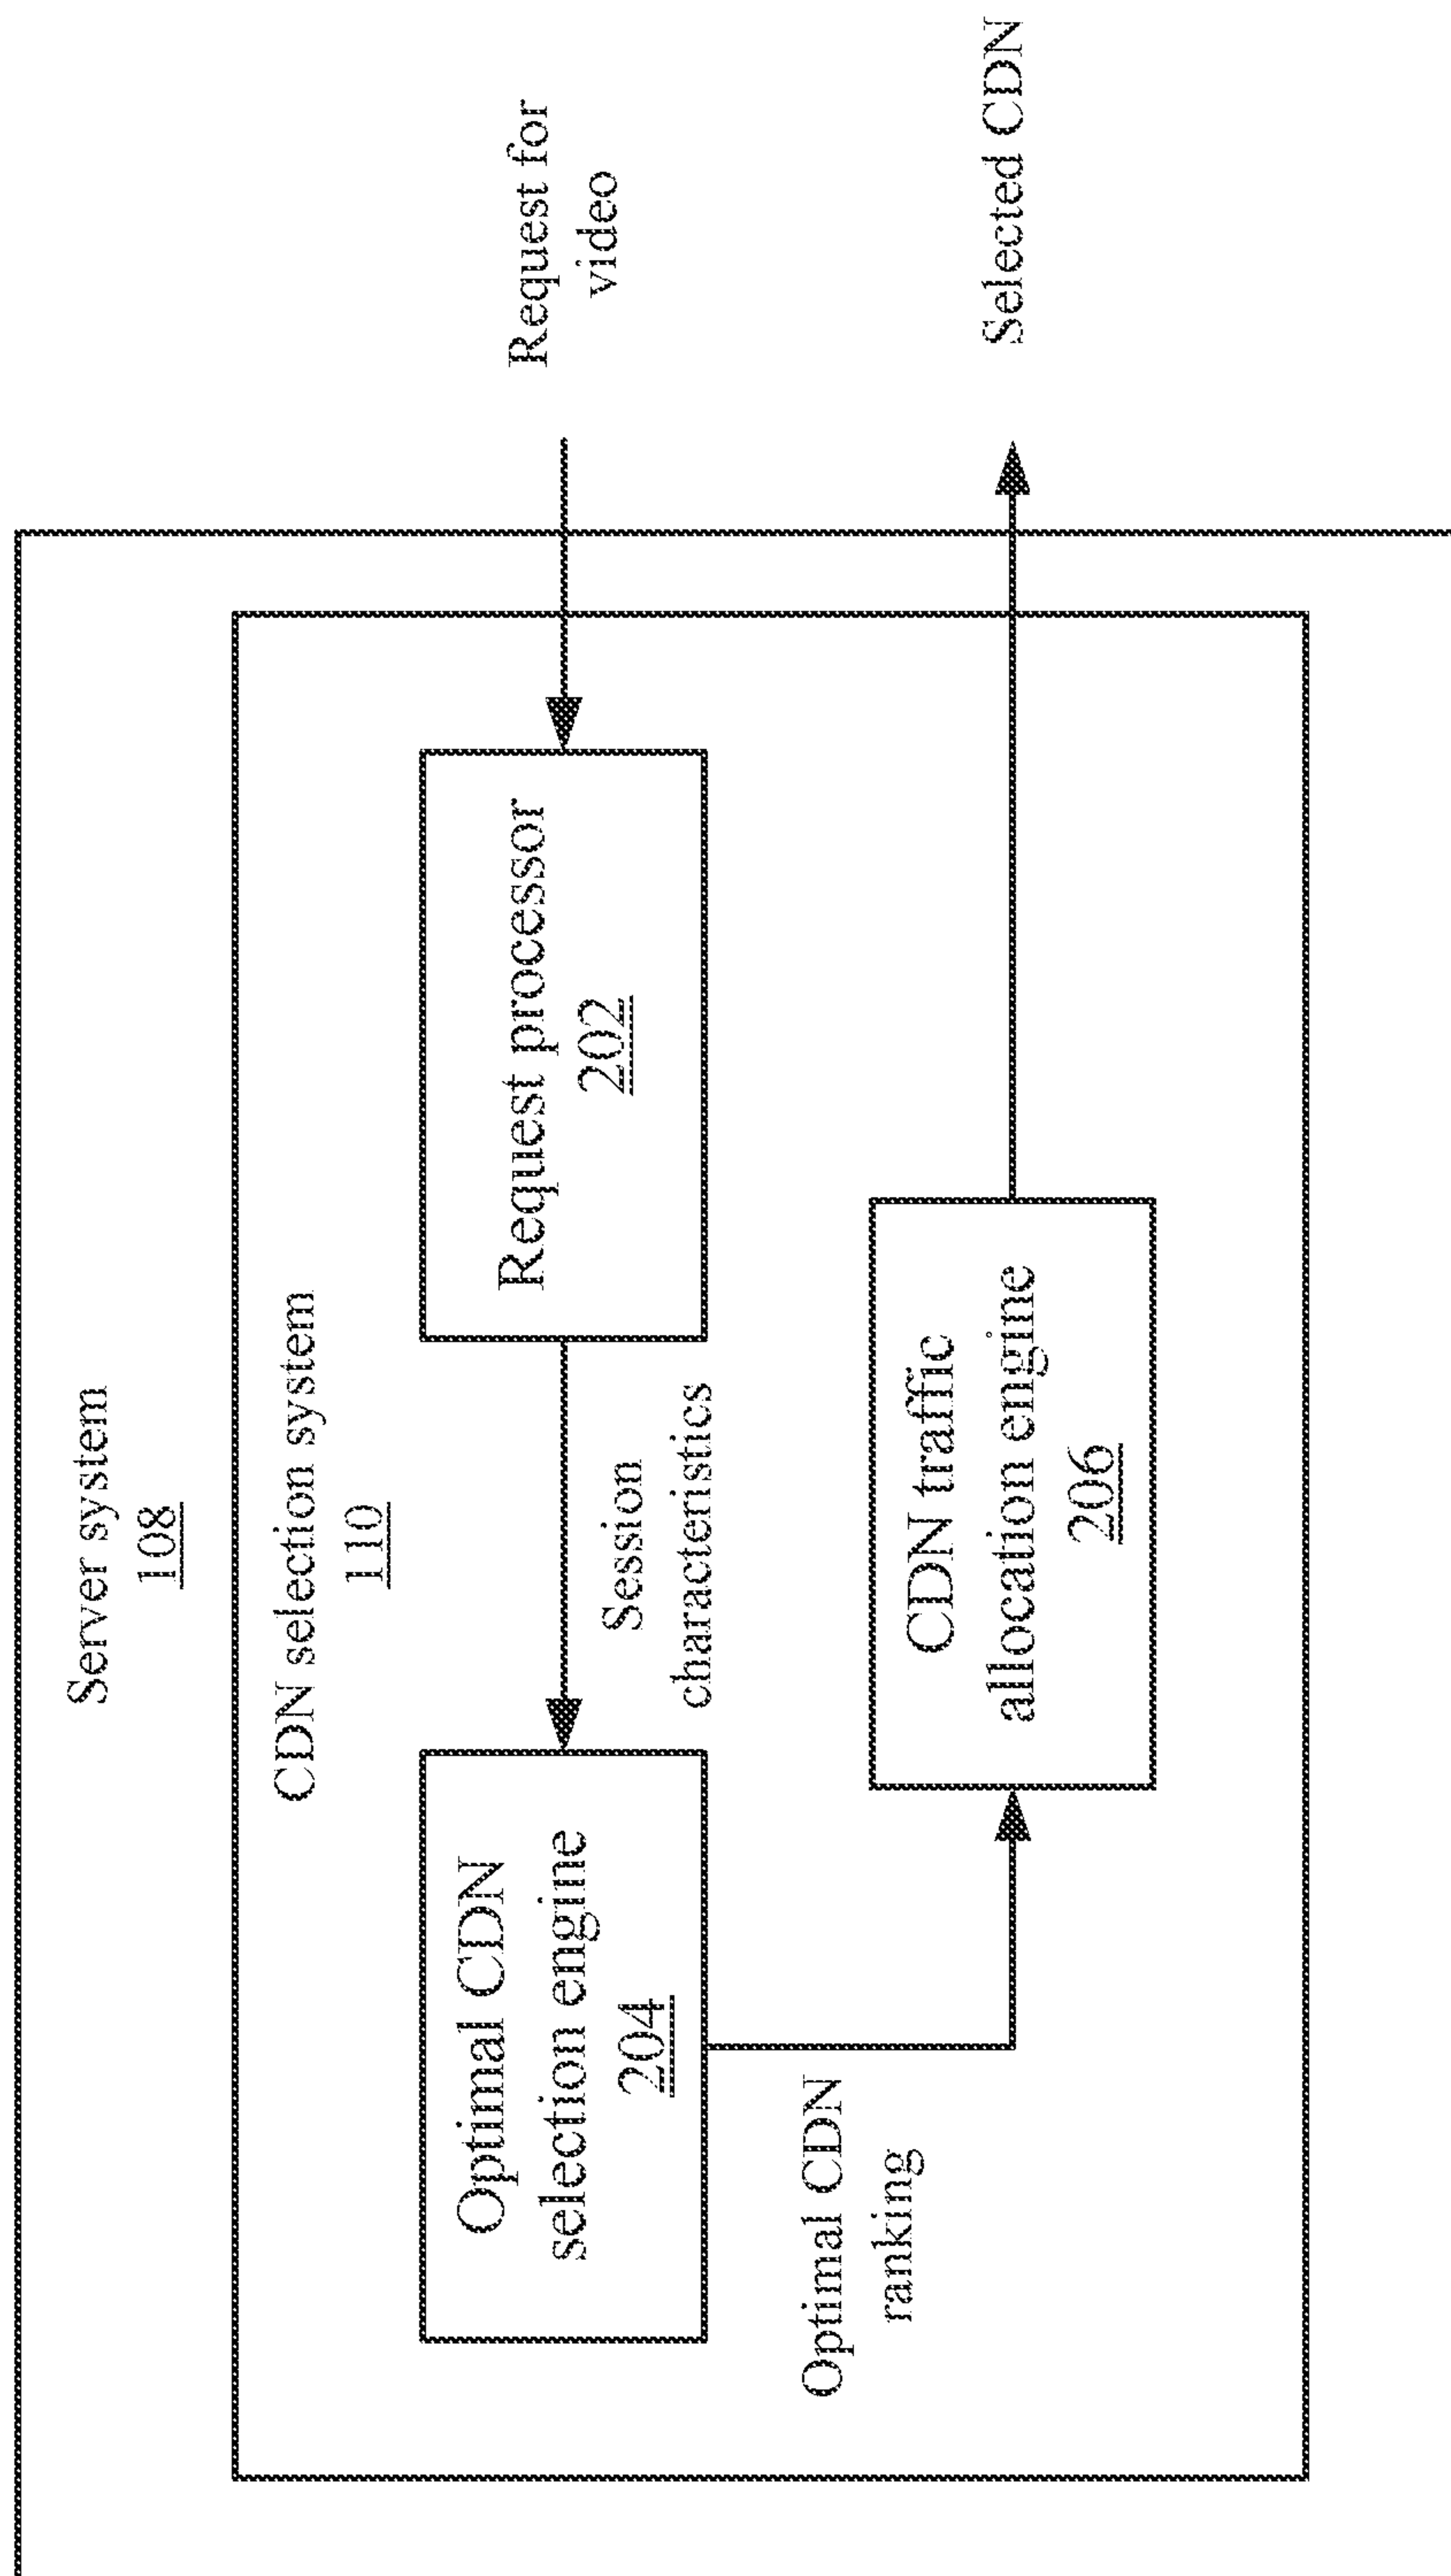 Server system
108
CDN selection system
110
Request for
video
Request processor
202
Session
characteristics
Optimal CDN
selection engine
204
Optimal CDN
ranking
CDN traffic
allocation engine
206
Selected CDN